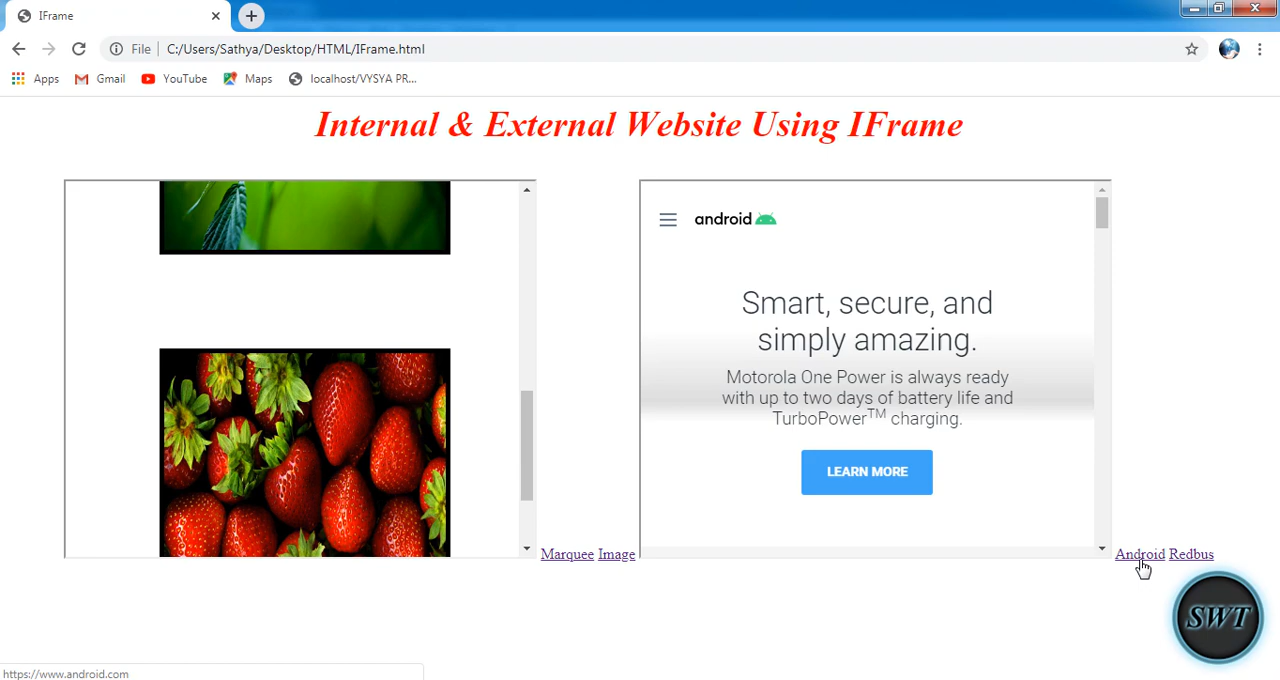 IFrame
File
C:/Users/Sathya/Desktop/HTML/IFrame.html
Apps
Gmail
YouTube
Maps
localhost/VYSYA PR...
Internal & External Website Using IFrame
android
Smart, secure, and
simply amazing.
Motorola One Power is always ready
with up to two days of battery life and
TurboPower™ charging.
LEARN MORE
Marquee Image
Android Redbus
SWT
https://www.android.com